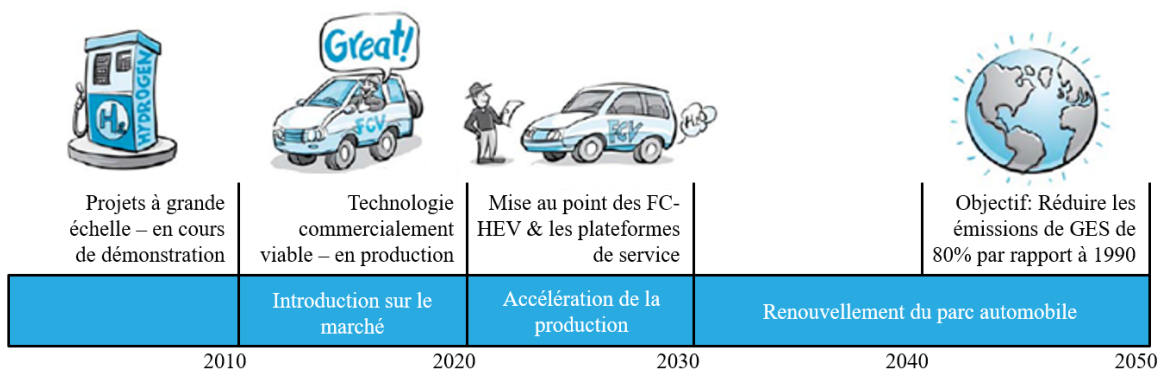 H2
HYDROGEN
Great!
FCV
FCV
H2O
Projets à grande
échelle – en cours
de démonstration
Technologie
commercialement
viable – en production
Mise au point des FC-
HEV & les plateformes
de service
Objectif: Réduire les
émissions de GES de
80% par rapport à 1990
Introduction sur le
marché
Accélération de la
production
Renouvellement du parc automobile
2010
2020
2030
2040
2050